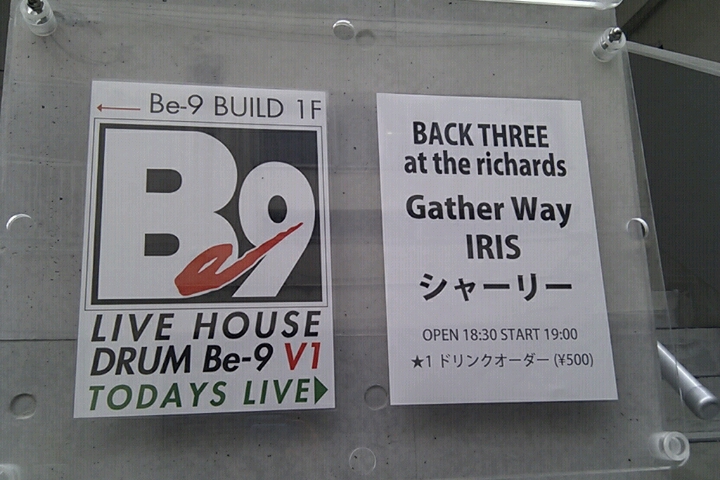 ← Be-9 BUILD 1F
Be9
LIVE HOUSE
DRUM Be-9 V1
TODAYS LIVE▶
BACK THREE
at the richards
Gather Way
IRIS
シャーリー
OPEN 18:30 START 19:00
★1 ドリンクオーダー (¥500)